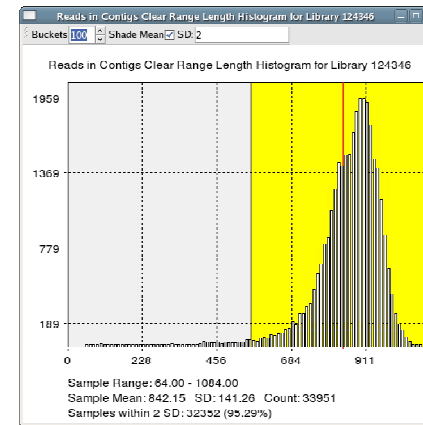 Reads in Contigs Clear Range Length Histogram for Library 124346
Buckets 100 Shade Mean SD: 2
Reads in Contigs Clear Range Length Histogram for Library 124346
1959
1369
779
189
0 228 456 684 911
Sample Range: 64.00 - 1084.00
Sample Mean: 842.15 SD: 141.26 Count: 33951
Samples within 2 SD: 32352 (95.29%)